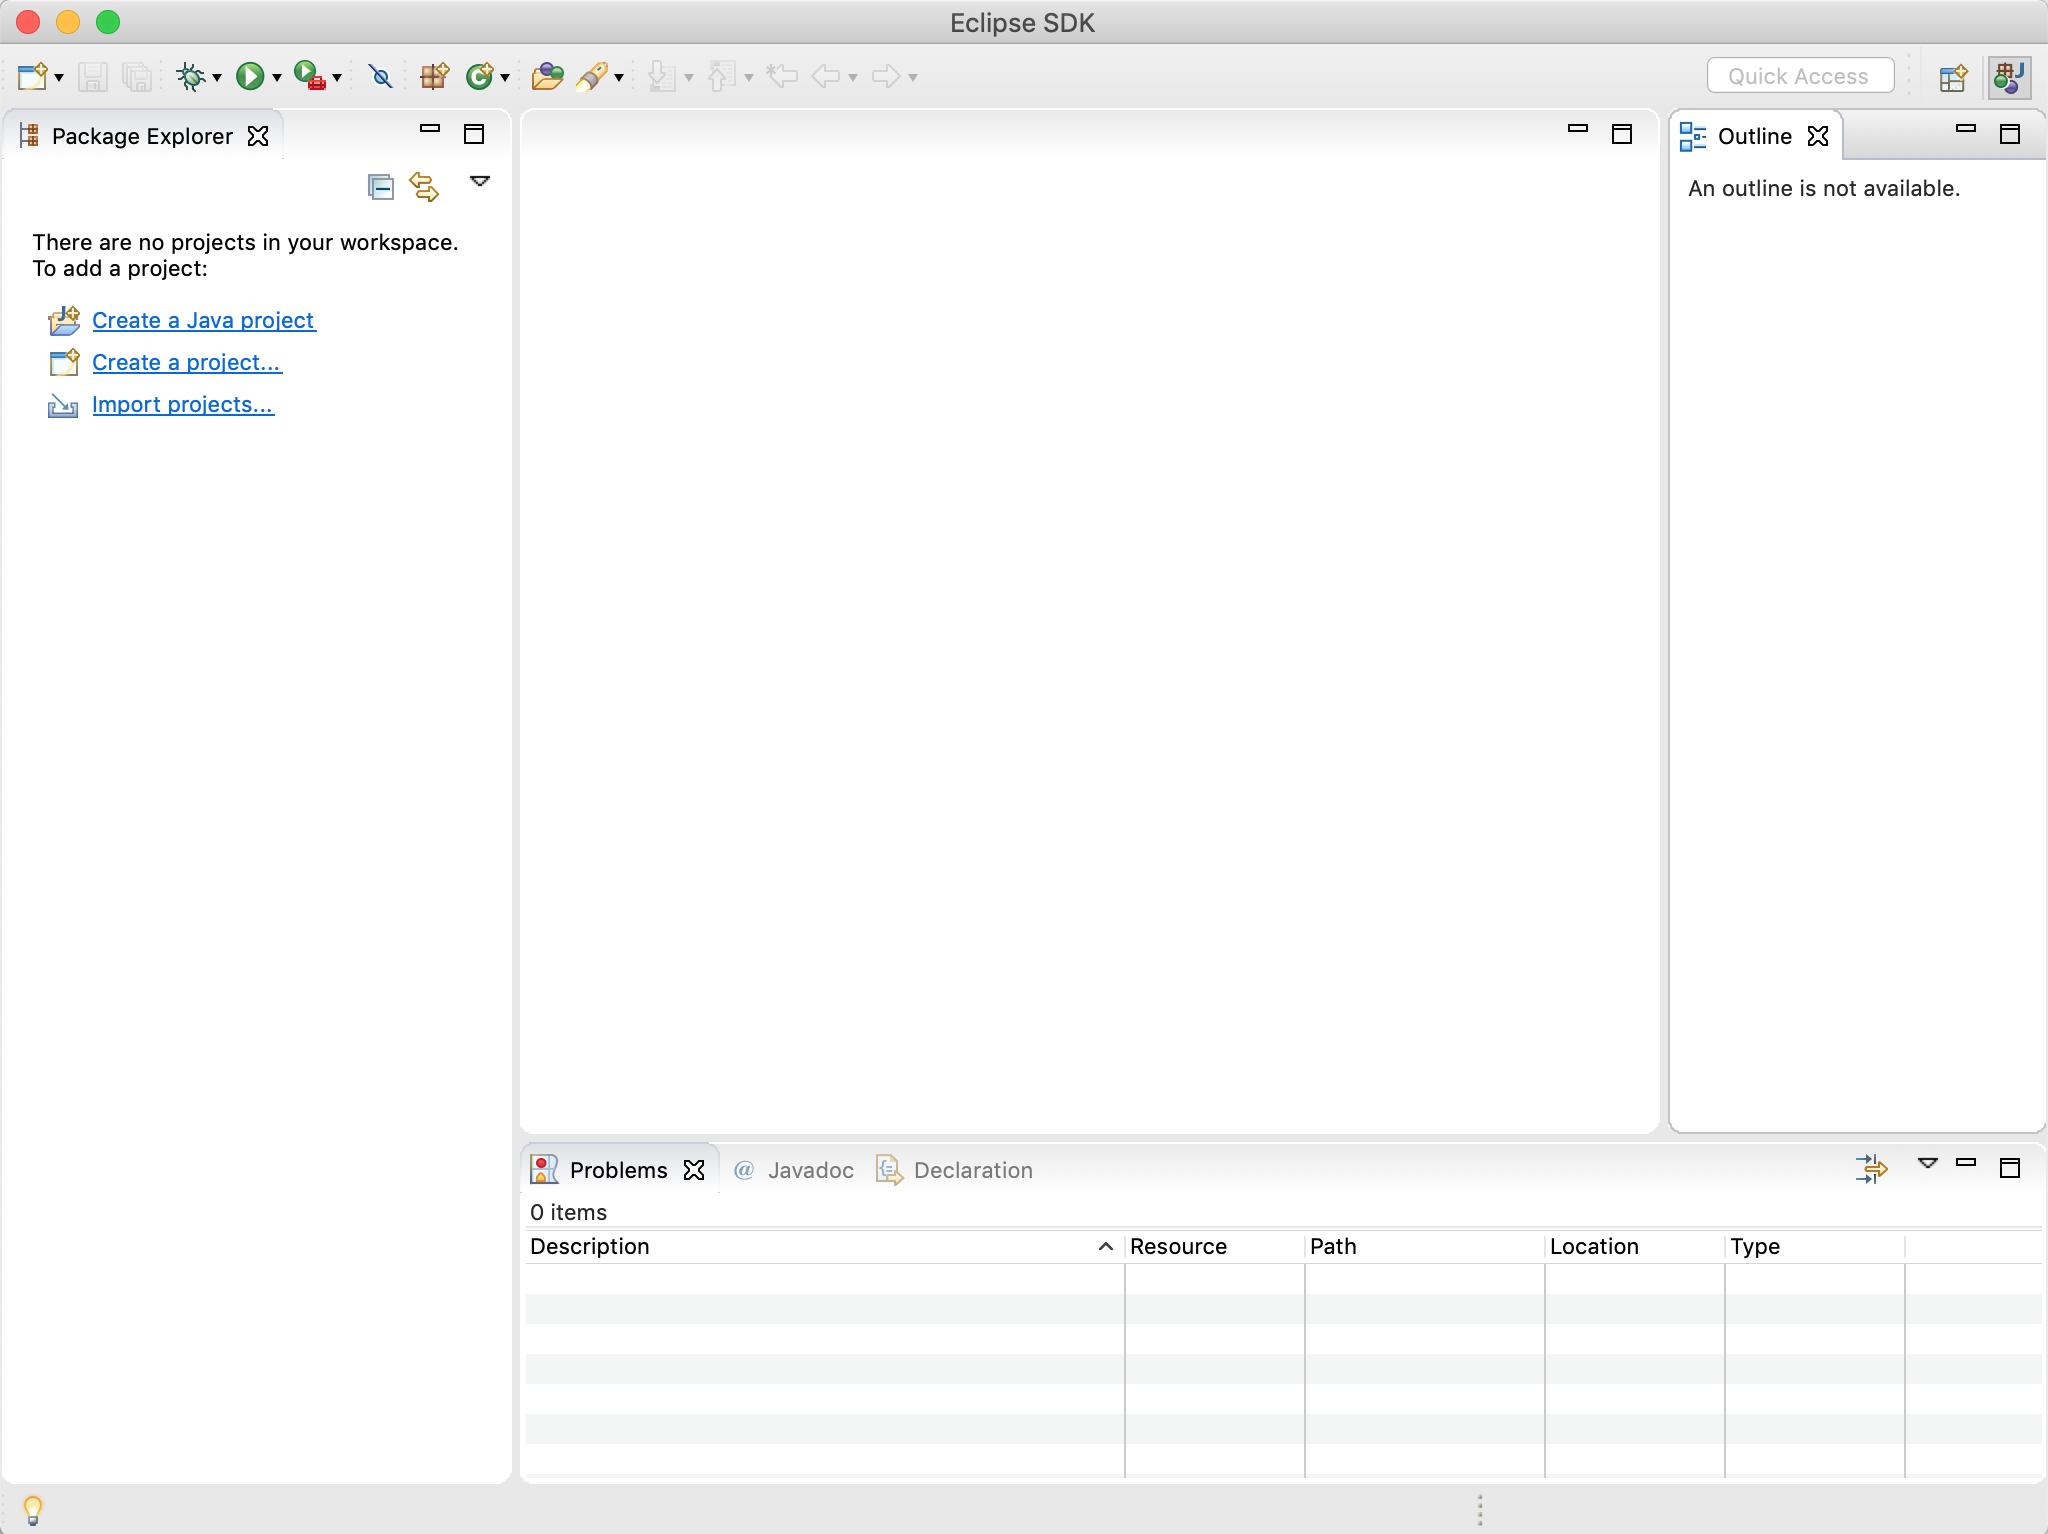 Eclipse SDK
Quick Access
Package Explorer
There are no projects in your workspace.
To add a project:
Create a Java project
Create a project...
Import projects...
Outline
An outline is not available.
Problems
@ Javadoc
Declaration
0 items
Description
Resource
Path
Location
Type